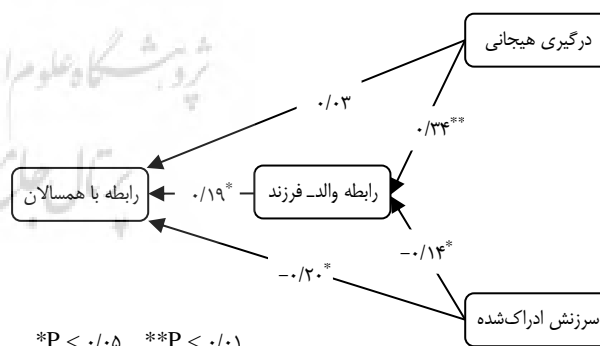 درگیری هیجانی
۰/۰۳
۰/۳۴**
رابطه با همسالان
۰/۱۹*
رابطه والد_ فرزند
-۰/۱۴*
-۰/۲۰*
سرزنش ادراک‌شده
*P < ۰/۰۵ **P < ۰/۰۱